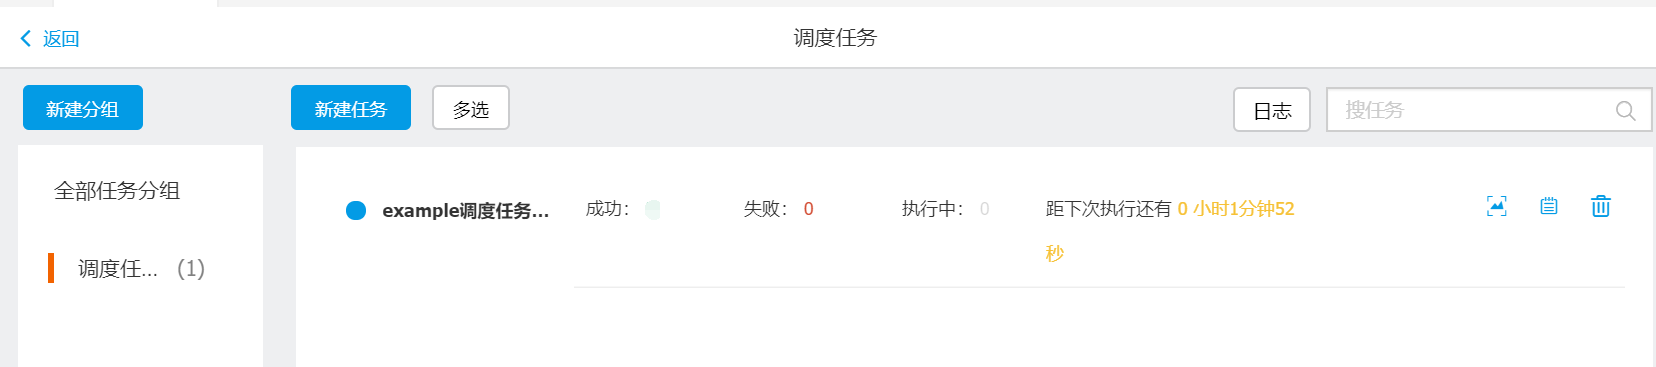 返回
调度任务
新建分组
新建任务
多选
日志
搜任务
全部任务分组
调度任... (1)
example调度任务...
成功：
失败： 0
执行中： 0
距下次执行还有 0 小时1分钟52
秒